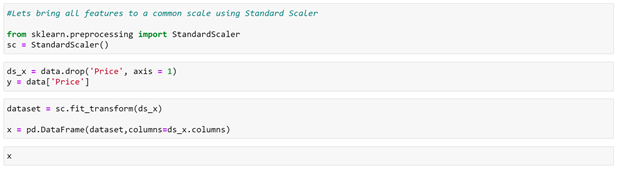 #Lets bring all features to a common scale using Standard Scaler
from sklearn.preprocessing import StandardScaler
sc = StandardScaler()
ds_x = data.drop('Price', axis = 1)
y = data['Price']
dataset = sc.fit_transform(ds_x)
x = pd.DataFrame(dataset,columns=ds_x.columns)
x